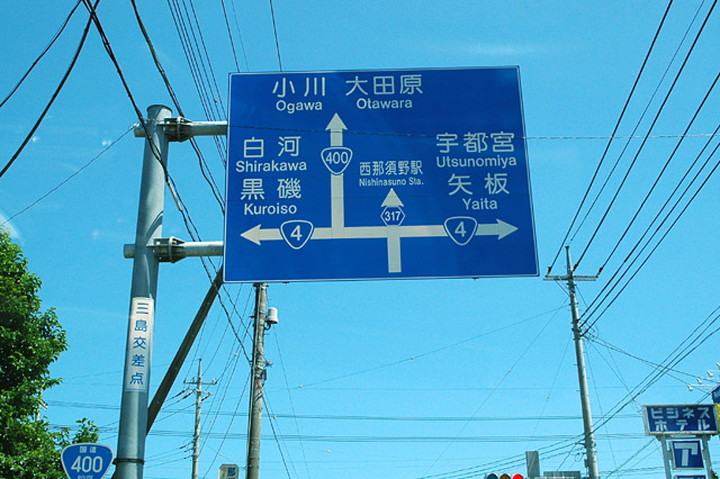 小川 大田原
Ogawa Otawara
白河
Shirakawa
黒磯
Kuroiso
400
西那須野駅
Nishinasuno Sta.
317
宇都宮
Utsunomiya
矢板
Yaita
4
4
三島交差点
国道
400
ROUTE
ビジネス
ホテル
ア